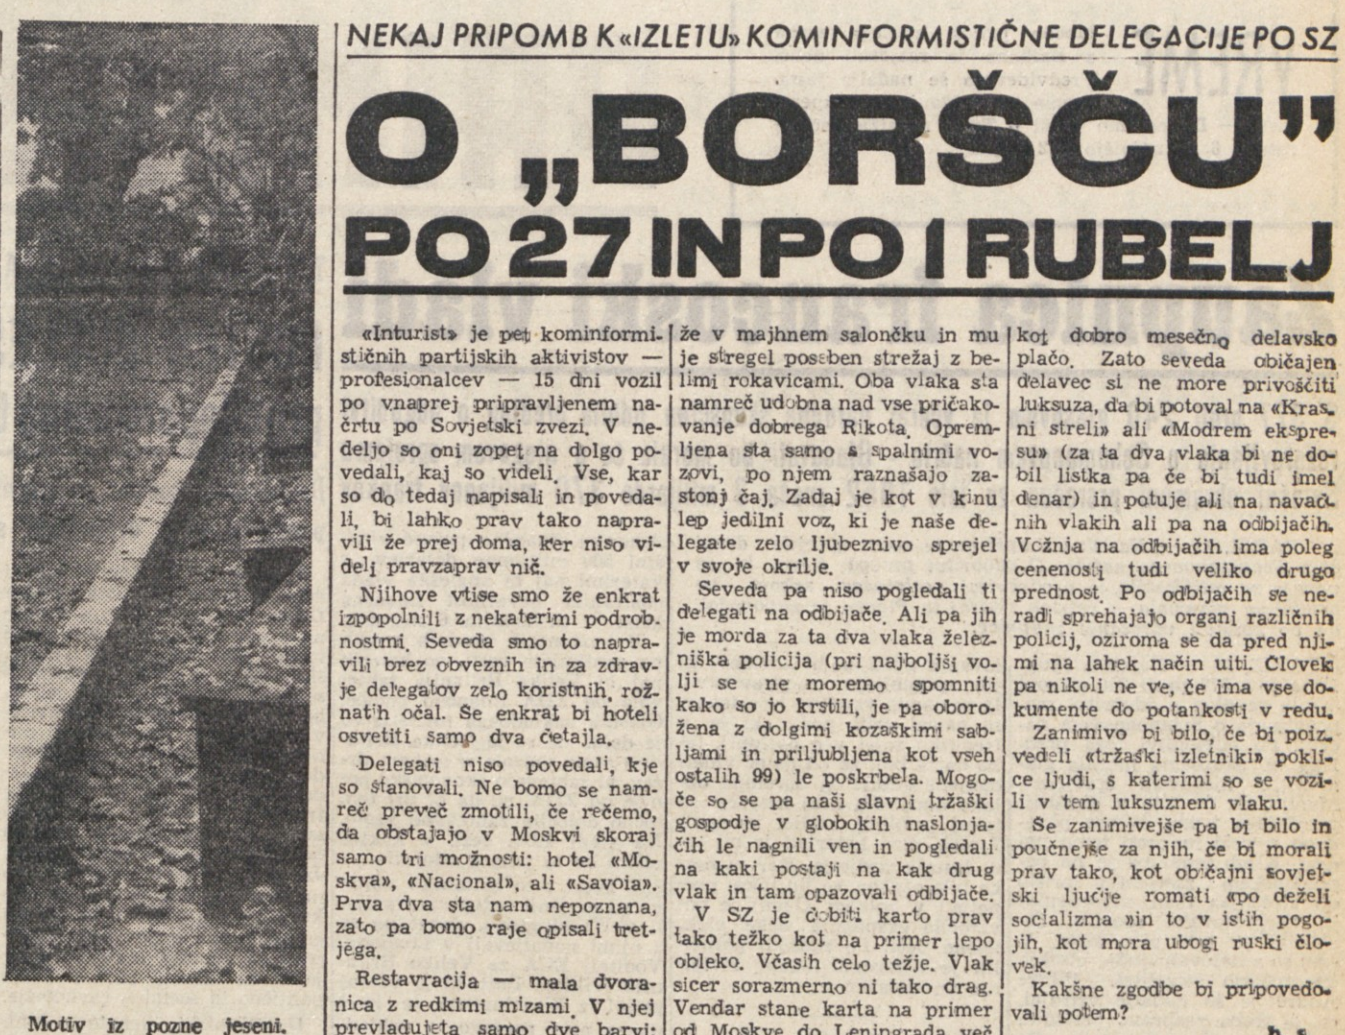 NEKAJ PRIPOMB K «IZLETU» KOMINFORMISTIČNE DELEGACIJE PO SZ
O „BORŠČU”
PO 27 IN PO 1 RUBELJ
«Inturist» je pet kominformi-
stičnih partijskih aktivistov —
profesionalcev — 15 dni vozil
po vnaprej pripravljenem na-
črtu po Sovjetski zvezi. V ne-
deljo so oni zopet na dolgo po-
vedali, kaj so videli. Vse, kar
so do tedaj napisali in poveda-
li, bi lahko prav tako napra-
vili že prej doma, ker niso vi-
deli pravzaprav nič.
Njihove vtise smo že enkrat
izpopolnili z nekaterimi podrob.
nostmi. Seveda smo to napra-
vili brez obveznih in za zdrav-
je delegatov zelo koristnih, rož-
natih očal. Še enkrat bi hoteli
osvetiti samo dva detajla.
Delegati niso povedali, kje
so stanovali. Ne bomo se nam-
reč preveč zmotili, če rečemo,
da obstajajo v Moskvi skoraj
samo tri možnosti: hotel «Mo-
skva», «Nacional», ali «Savoia».
Prva dva sta nam nepoznana,
zato pa bomo raje opisali tret-
jega.
Restavracija — mala dvora-
nica z redkimi mizami. V njej
prevladujeta samo dve barvi:
že v majhnem salončku in mu
je stregel poseben strežaj z be-
limi rokavicami. Oba vlaka sta
namreč udobna nad vse pričako-
vanje dobrega Rikota. Oprem-
ljena sta samo s spalnimi vo-
zovi, po njem raznašajo za-
stonj čaj. Zadaj je kot v kinu
lep jedilni voz, ki je naše de-
legate zelo ljubeznivo sprejel
v svoje okrilje.
Seveda pa niso pogledali ti
delegati na odbijače. Ali pa jih
je morda za ta dva vlaka želez-
niška policija (pri najboljši vo-
lji se ne moremo spomniti
kako so jo krstili, je pa oboro-
žena z dolgimi kozaškimi sab-
ljami in priljubljena kot vseh
ostalih 99) le poskrbela. Mogo-
če so se pa naši slavni tržaški
gospodje v globokih naslonja-
čih le nagnili ven in pogledali
na kaki postaji na kak drug
vlak in tam opazovali odbijače.
V SZ je dobiti karto prav
tako težko kot na primer lepo
obleko. Včasih celo težje. Vlak
sicer sorazmerno ni tako drag.
Vendar stane karta na primer
od Moskve do Leningrada več
kot dobro mesečno delavsko
plačo. Zato seveda običajen
delavec si ne more privoščiti
luksuza, da bi potoval na «Kras.
ni streli» ali «Modrem ekspre-
su» (za ta dva vlaka bi ne do-
bil listka pa če bi tudi imel
denar) in potuje ali na navad-
nih vlakih ali pa na odbijačih.
Vožnja na odbijačih ima poleg
cenenosti tudi veliko drugo
prednost. Po odbijačih se ne-
radi sprehajajo organi različnih
policij, oziroma se da pred nji-
mi na lahek način uiti. Človek
pa nikoli ne ve, če ima vse do-
kumente do potankosti v redu.
Zanimivo bi bilo, če bi poiz.
vedeli «tržaški izletniki» pokli-
ce ljudi, s katerimi so se vozi-
li v tem luksuznem vlaku.
Še zanimivejše pa bi bilo in
poučnejše za njih, če bi morali
prav tako, kot običajni sovjet-
ski ljudje romati «po deželi
socializma »in to v istih pogo-
jih, kot mora ubogi ruski člo-
vek.
Kakšne zgodbe bi pripovedo-
vali potem?
Motiv iz pozne jeseni.